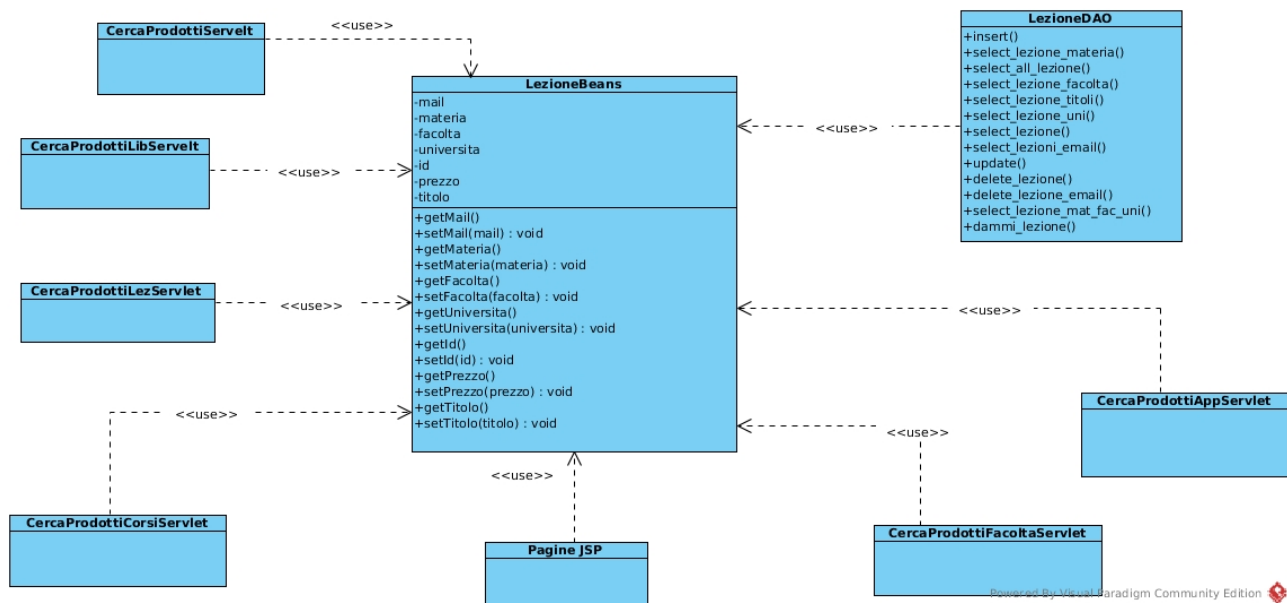 CercaProdottiServelt
<<use>>
LezioneDAO
+insert()
+select_lezione_materia()
+select_all_lezione()
+select_lezione_facolta()
+select_lezione_titoli()
+select_lezione_uni()
+select_lezione()
+select_lezioni_email()
+update()
+delete_lezione()
+delete_lezione_email()
+select_lezione_mat_fac_uni()
+dammi_lezione()
<<use>>
LezioneBeans
-mail
-materia
-facolta
-universita
-id
-prezzo
-titolo
+getMail()
+setMail(mail) : void
+getMateria()
+setMateria(materia) : void
+getFacolta()
+setFacolta(facolta) : void
+getUniversita()
+setUniversita(universita) : void
+getId()
+setId(id) : void
+getPrezzo()
+setPrezzo(prezzo) : void
+getTitolo()
+setTitolo(titolo) : void
CercaProdottiLibServelt
<<use>>
CercaProdottiLezServlet
<<use>>
<<use>>
CercaProdottiAppServlet
<<use>>
<<use>>
<<use>>
CercaProdottiCorsiServlet
Pagine JSP
CercaProdottiFacoltaServlet
Powered By Visual Paradigm Community Edition